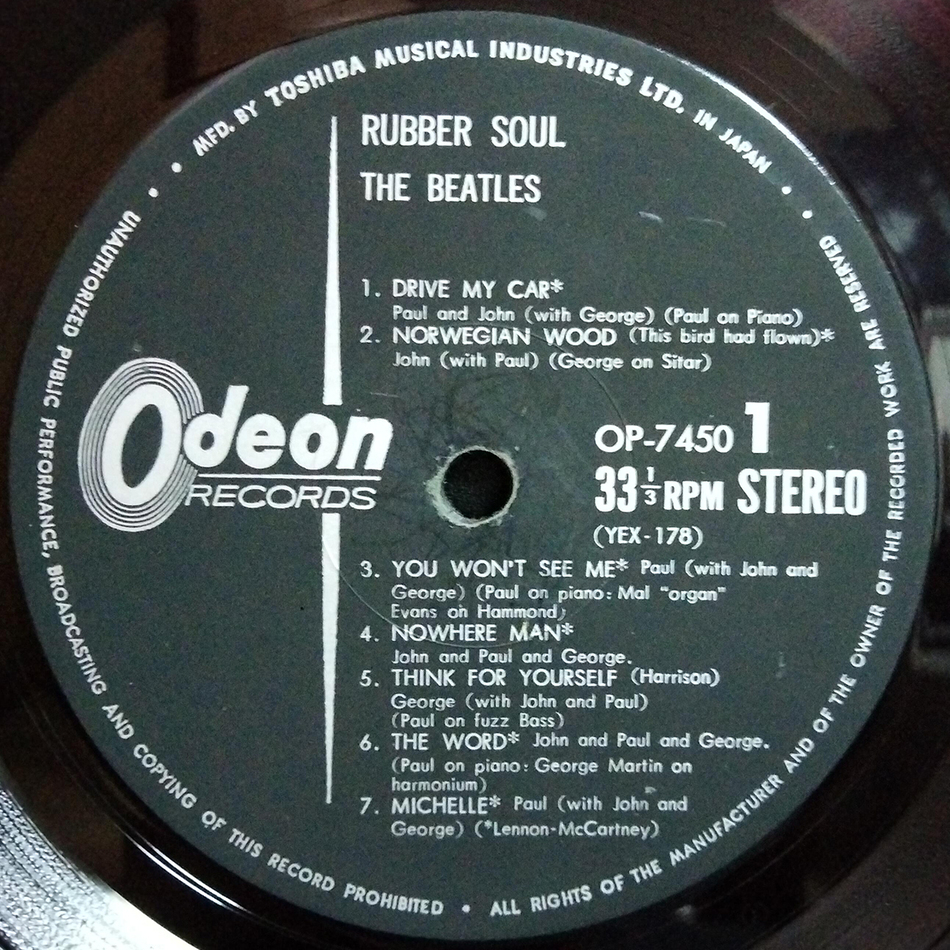 MFD. BY TOSHIBA MUSICAL INDUSTRIES LTD. IN JAPAN
RUBBER SOUL
THE BEATLES
1. DRIVE MY CAR*
Paul and John (with George) (Paul on Piano)
2. NORWEGIAN WOOD (This bird had flown)*
John (with Paul) (George on Sitar)
Odeon
RECORDS
OP-7450 1
33 1/3 RPM STEREO
(YEX-178)
3. YOU WON'T SEE ME* Paul (with John and
George) (Paul on piano: Mal "organ"
Evans on Hammond)
4. NOWHERE MAN*
John and Paul and George.
5. THINK FOR YOURSELF (Harrison)
George (with John and Paul)
(Paul on fuzz Bass)
6. THE WORD* John and Paul and George.
(Paul on piano: George Martin on
harmonium)
7. MICHELLE* Paul (with John and
George) (*Lennon-McCartney)
UNAUTHORIZED PUBLIC PERFORMANCE, BROADCASTING AND COPYING OF THIS RECORD PROHIBITED • ALL RIGHTS OF THE MANUFACTURER AND OF THE OWNER OF THE RECORDED WORK ARE RESERVED